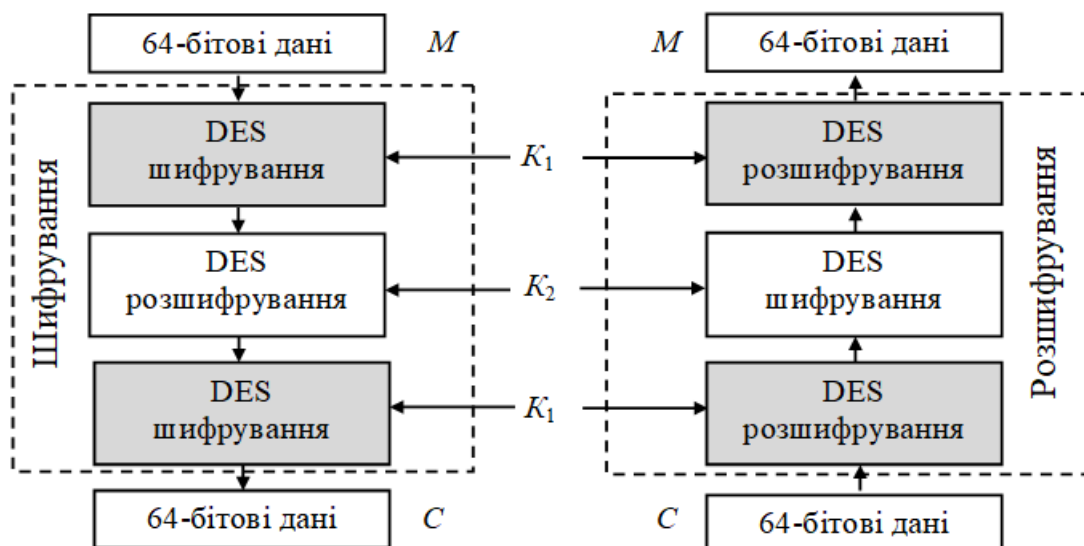 64-бітові дані M
DES
шифрування
K1
DES
розшифрування
K2
DES
шифрування
K1
64-бітові дані C
Шифрування
M 64-бітові дані
DES
розшифрування
DES
шифрування
DES
розшифрування
C 64-бітові дані
Розшифрування